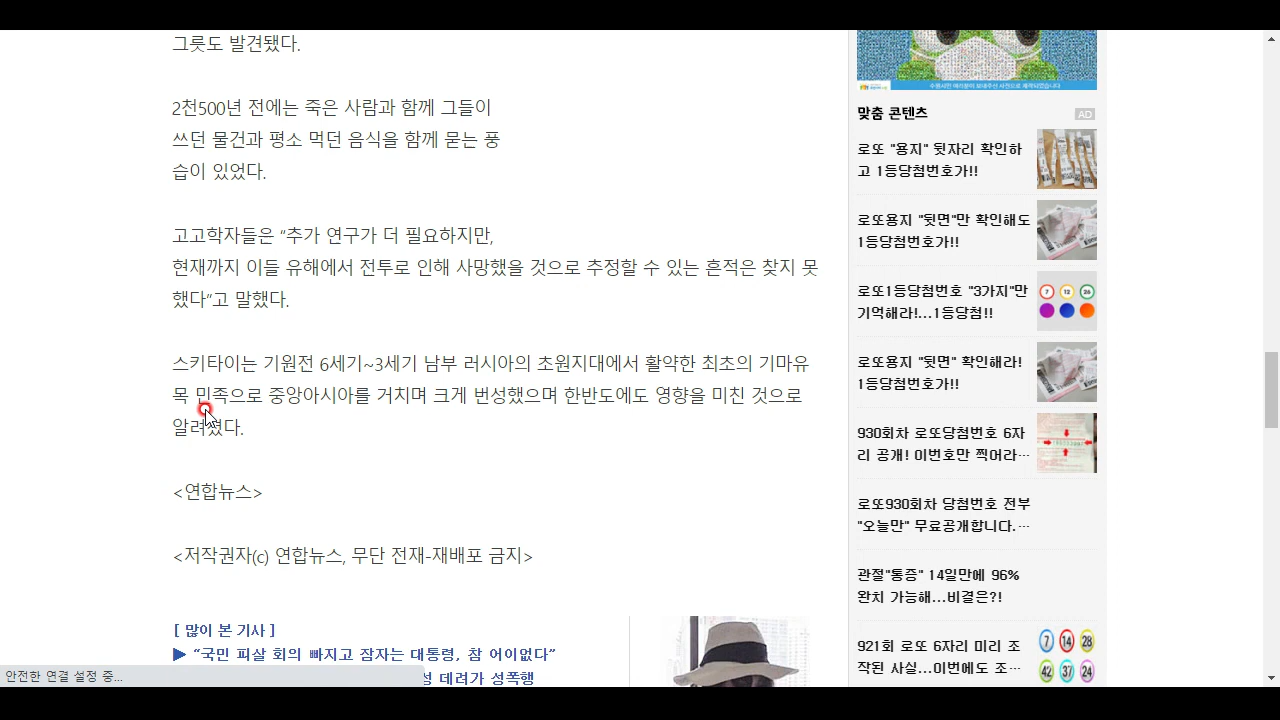 그릇도 발견됐다.
2천500년 전에는 죽은 사람과 함께 그들이
쓰던 물건과 평소 먹던 음식을 함께 묻는 풍
습이 있었다.
고고학자들은 “추가 연구가 더 필요하지만,
현재까지 이들 유해에서 전투로 인해 사망했을 것으로 추정할 수 있는 흔적은 찾지 못
했다”고 말했다.
스키타이는 기원전 6세기~3세기 남부 러시아의 초원지대에서 활약한 최초의 기마유
목 민족으로 중앙아시아를 거치며 크게 번성했으며 한반도에도 영향을 미친 것으로
알려졌다.
<연합뉴스>
<저작권자(c) 연합뉴스, 무단 전재-재배포 금지>
[ 많이 본 기사 ]
▶ “국민 피살 회의 빠지고 잠자는 대통령, 참 어이없다”
성 데려가 성폭행
안전한 연결 설정 중...
맞춤 콘텐츠
AD
로또 "용지" 뒷자리 확인하
고 1등당첨번호가!!
로또용지 "뒷면"만 확인해도
1등당첨번호가!!
로또1등당첨번호 "3가지"만
기억해라!...1등당첨!!
7 12 26
로또용지 "뒷면" 확인해라!
1등당첨번호가!!
930회차 로또당첨번호 6자
리 공개! 이번호만 찍어라…
로또930회차 당첨번호 전부
"오늘만" 무료공개합니다.…
관절"통증" 14일만에 96%
완치 가능해...비결은?!
921회 로또 6자리 미리 조
작된 사실...이번에도 조…
7 14 28
42 37 24